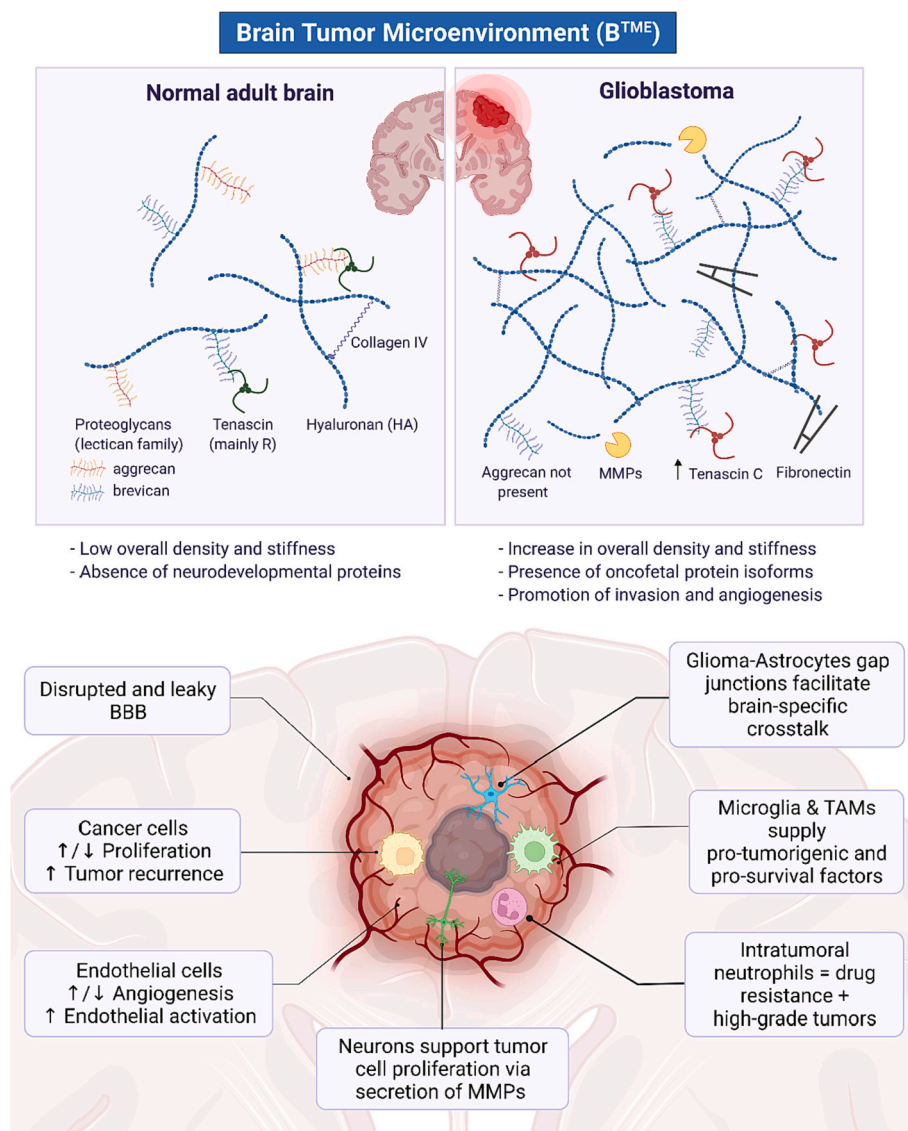 Brain Tumor Microenvironment (B^TME)
Normal adult brain
Collagen IV
Proteoglycans
(lectican family)
Tenascin
(mainly R)
Hyaluronan (HA)
aggrecan
brevican
- Low overall density and stiffness
- Absence of neurodevelopmental proteins
Glioblastoma
Aggrecan not
present
MMPs
↑ Tenascin C
Fibronectin
- Increase in overall density and stiffness
- Presence of oncofetal protein isoforms
- Promotion of invasion and angiogenesis
Disrupted and leaky
BBB
Cancer cells
↑/↓ Proliferation
↑ Tumor recurrence
Endothelial cells
↑/↓ Angiogenesis
↑ Endothelial activation
Neurons support tumor
cell proliferation via
secretion of MMPs
Glioma-Astrocytes gap
junctions facilitate
brain-specific
crosstalk
Microglia & TAMs
supply
pro-tumorigenic and
pro-survival factors
Intratumoral
neutrophils = drug
resistance +
high-grade tumors